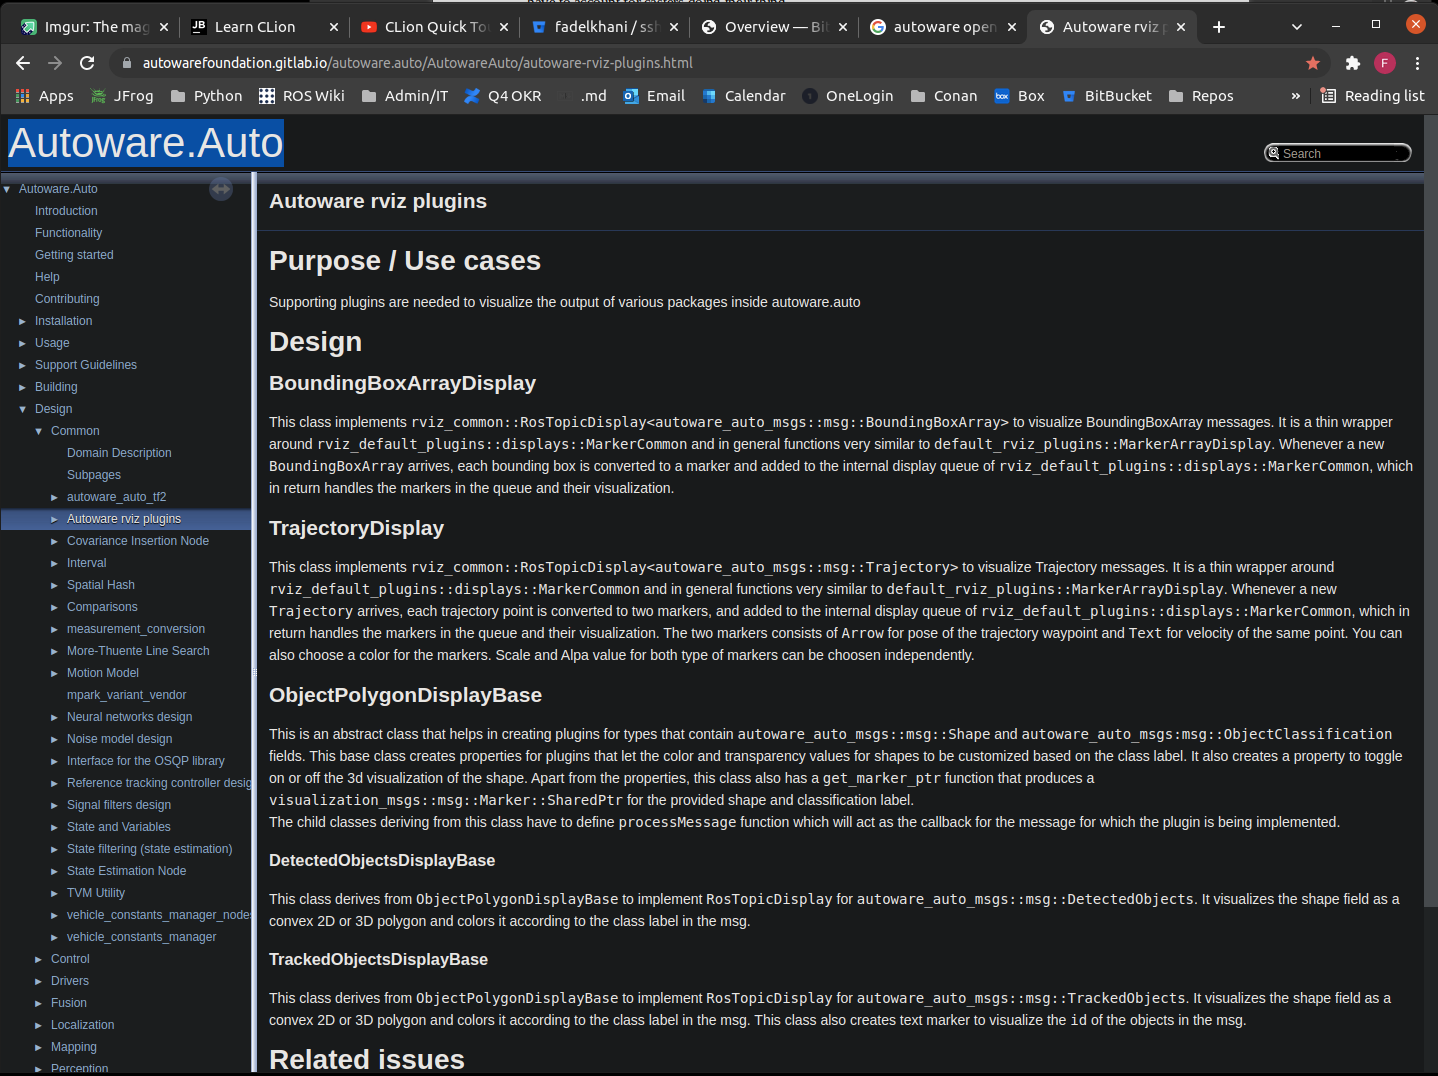 Imgur: The mag
Learn CLion
CLion Quick Tou
fadelkhani / ssh
Overview — Bit
autoware open
Autoware rviz p
autowarefoundation.gitlab.io/autoware.auto/AutowareAuto/autoware-rviz-plugins.html
F
Apps
JFrog
Python
ROS Wiki
Admin/IT
Q4 OKR
.md
Email
Calendar
OneLogin
Conan
Box
BitBucket
Repos
»
Reading list
Autoware.Auto
Search
Autoware.Auto
Introduction
Functionality
Getting started
Help
Contributing
Installation
Usage
Support Guidelines
Building
Design
Common
Domain Description
Subpages
autoware_auto_tf2
Autoware rviz plugins
Covariance Insertion Node
Interval
Spatial Hash
Comparisons
measurement_conversion
More-Thuente Line Search
Motion Model
mpark_variant_vendor
Neural networks design
Noise model design
Interface for the OSQP library
Reference tracking controller desig
Signal filters design
State and Variables
State filtering (state estimation)
State Estimation Node
TVM Utility
vehicle_constants_manager_nodes
vehicle_constants_manager
Control
Drivers
Fusion
Localization
Mapping
Perception
Autoware rviz plugins
Purpose / Use cases
Supporting plugins are needed to visualize the output of various packages inside autoware.auto
Design
BoundingBoxArrayDisplay
This class implements rviz_common::RosTopicDisplay<autoware_auto_msgs::msg::BoundingBoxArray> to visualize BoundingBoxArray messages. It is a thin wrapper
around rviz_default_plugins::displays::MarkerCommon and in general functions very similar to default_rviz_plugins::MarkerArrayDisplay. Whenever a new
BoundingBoxArray arrives, each bounding box is converted to a marker and added to the internal display queue of rviz_default_plugins::displays::MarkerCommon, which
in return handles the markers in the queue and their visualization.
TrajectoryDisplay
This class implements rviz_common::RosTopicDisplay<autoware_auto_msgs::msg::Trajectory> to visualize Trajectory messages. It is a thin wrapper around
rviz_default_plugins::displays::MarkerCommon and in general functions very similar to default_rviz_plugins::MarkerArrayDisplay. Whenever a new
Trajectory arrives, each trajectory point is converted to two markers, and added to the internal display queue of rviz_default_plugins::displays::MarkerCommon, which in
return handles the markers in the queue and their visualization. The two markers consists of Arrow for pose of the trajectory waypoint and Text for velocity of the same point. You can
also choose a color for the markers. Scale and Alpa value for both type of markers can be choosen independently.
ObjectPolygonDisplayBase
This is an abstract class that helps in creating plugins for types that contain autoware_auto_msgs::msg::Shape and autoware_auto_msgs:msg::ObjectClassification
fields. This base class creates properties for plugins that let the color and transparency values for shapes to be customized based on the class label. It also creates a property to toggle
on or off the 3d visualization of the shape. Apart from the properties, this class also has a get_marker_ptr function that produces a
visualization_msgs::msg::Marker::SharedPtr for the provided shape and classification label.
The child classes deriving from this class have to define processMessage function which will act as the callback for the message for which the plugin is being implemented.
DetectedObjectsDisplayBase
This class derives from ObjectPolygonDisplayBase to implement RosTopicDisplay for autoware_auto_msgs::msg::DetectedObjects. It visualizes the shape field as a
convex 2D or 3D polygon and colors it according to the class label in the msg.
TrackedObjectsDisplayBase
This class derives from ObjectPolygonDisplayBase to implement RosTopicDisplay for autoware_auto_msgs::msg::TrackedObjects. It visualizes the shape field as a
convex 2D or 3D polygon and colors it according to the class label in the msg. This class also creates text marker to visualize the id of the objects in the msg.
Related issues